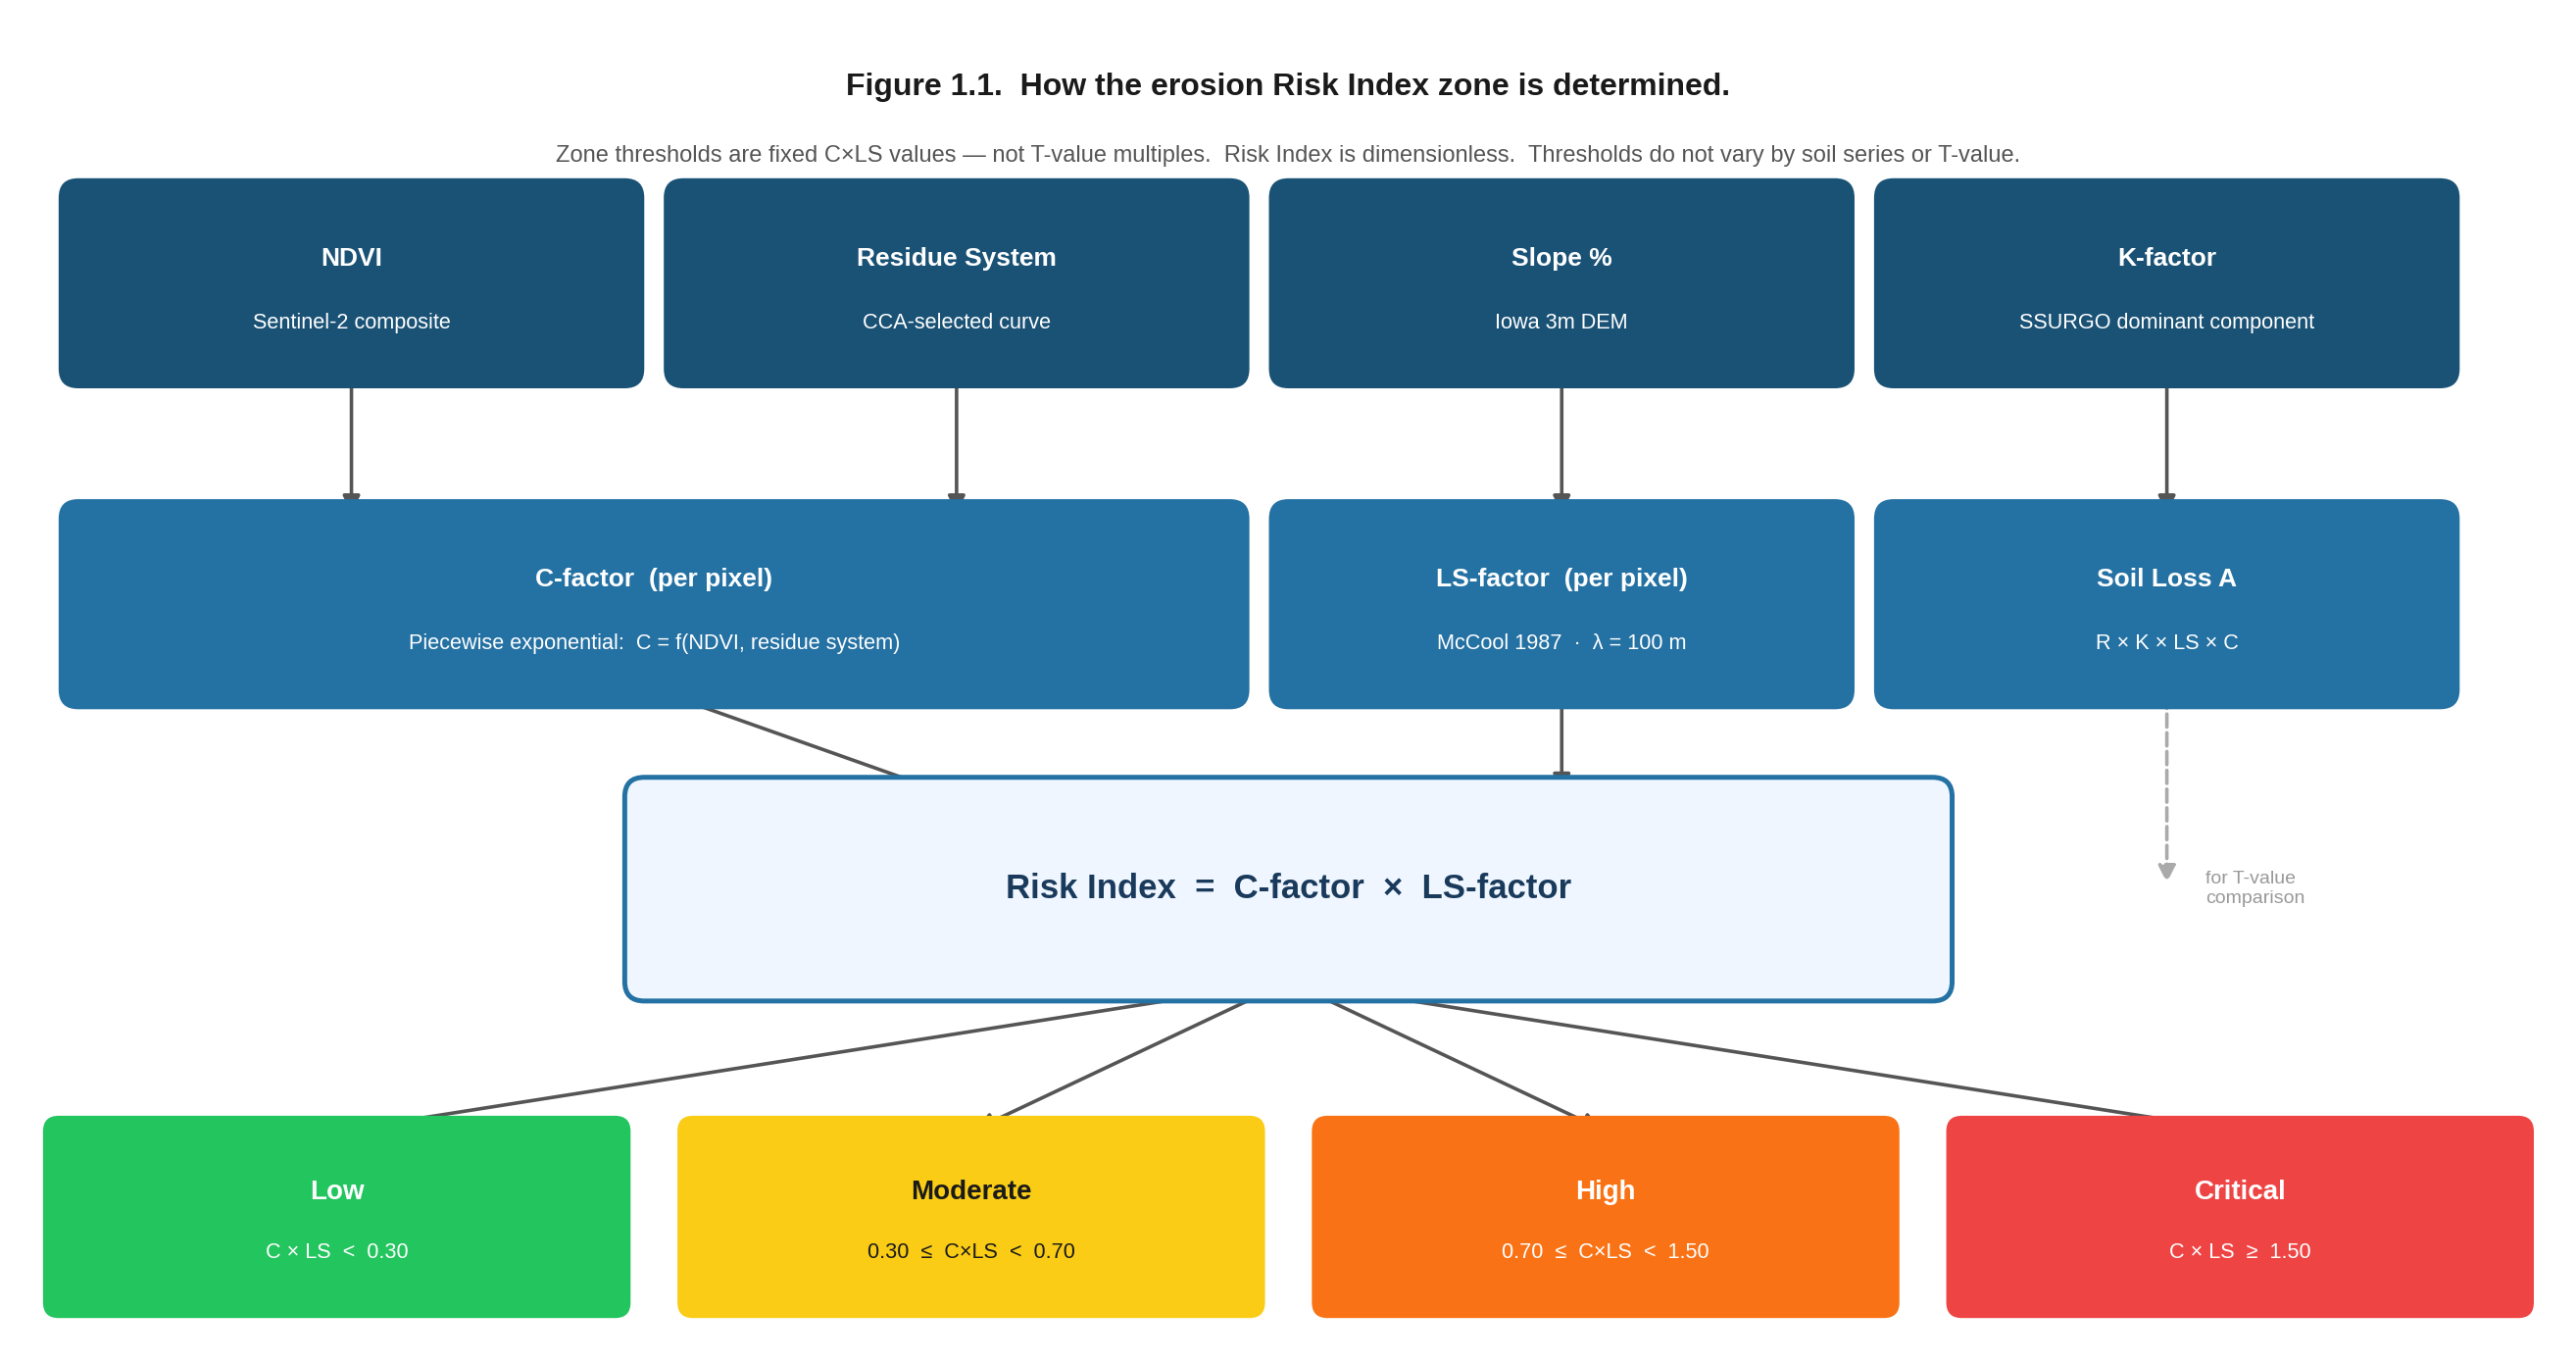 Figure 1.1.  How the erosion Risk Index zone is determined.
Zone thresholds are fixed C×LS values — not T-value multiples.  Risk Index is dimensionless.  Thresholds do not vary by soil series or T-value.
NDVI
Sentinel-2 composite
Residue System
CCA-selected curve
Slope %
Iowa 3m DEM
K-factor
SSURGO dominant component
C-factor  (per pixel)
Piecewise exponential:  C = f(NDVI, residue system)
LS-factor  (per pixel)
McCool 1987  ·  λ = 100 m
Soil Loss A
R × K × LS × C
Risk Index  =  C-factor  ×  LS-factor
for T-value
comparison
Low
C × LS  <  0.30
Moderate
0.30  ≤  C×LS  <  0.70
High
0.70  ≤  C×LS  <  1.50
Critical
C × LS  ≥  1.50